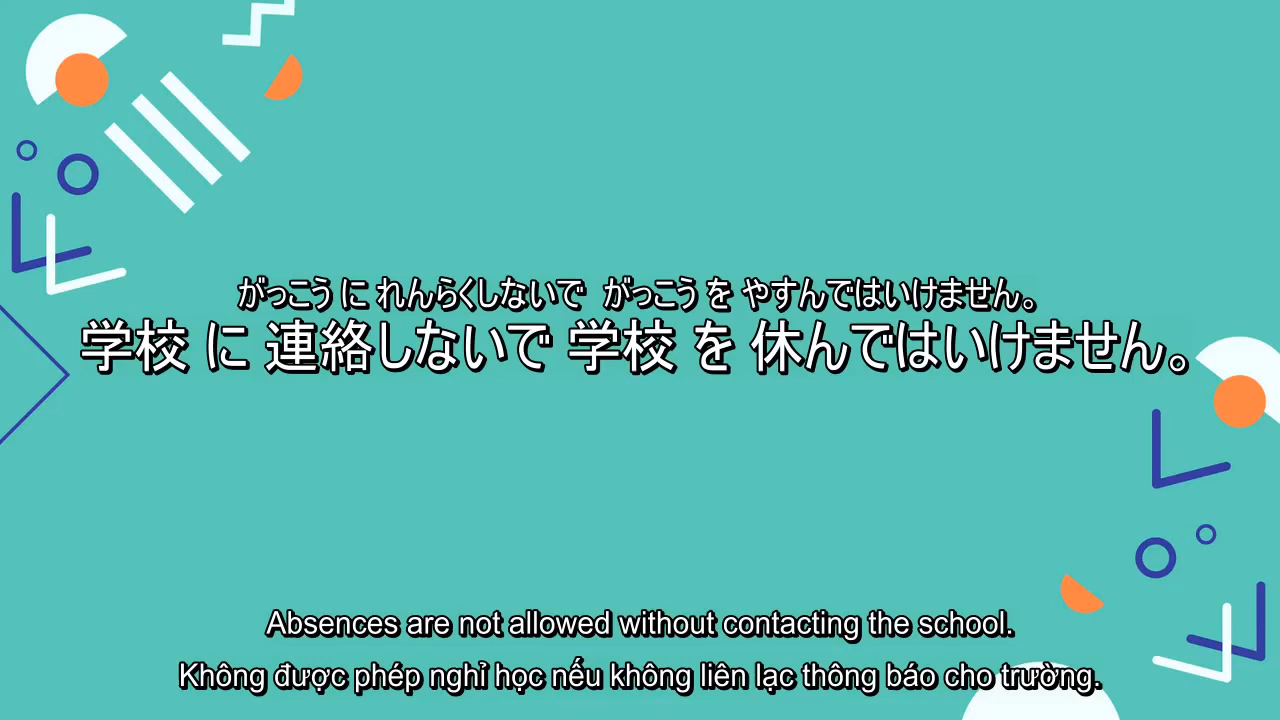 がっこう に れんらくしないで がっこう を やすんではいけません。
学校 に 連絡しないで 学校 を 休んではいけません。
Absences are not allowed without contacting the school.
Không được phép nghỉ học nếu không liên lạc thông báo cho trường.